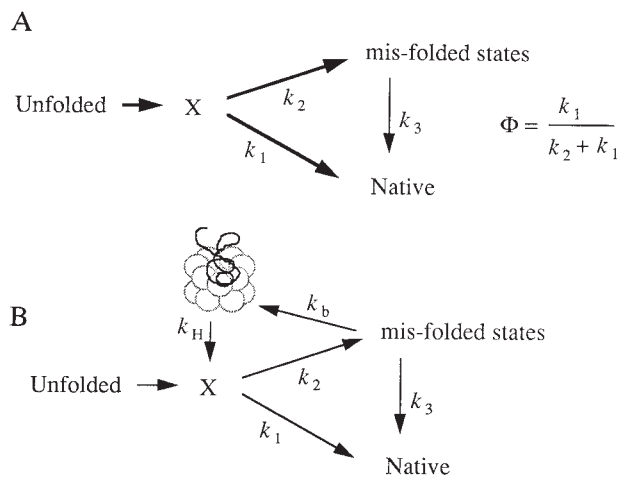 A
mis-folded states
Unfolded X k2 k3 Φ = k1 / k2 + k1
k1
Native
B
kb
kH mis-folded states
Unfolded X k2 k3
k1
Native